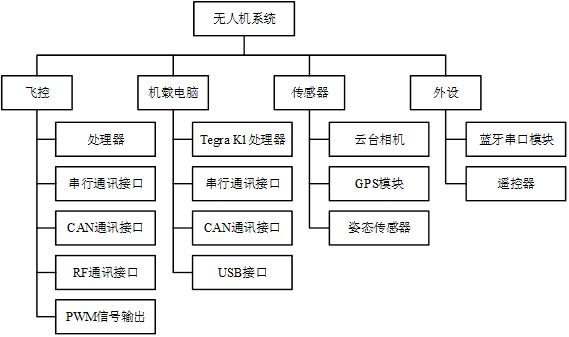 无人机系统
飞控
机载电脑
传感器
外设
处理器
串行通讯接口
CAN通讯接口
RF通讯接口
PWM信号输出
Tegra K1处理器
串行通讯接口
CAN通讯接口
USB接口
云台相机
GPS模块
姿态传感器
蓝牙串口模块
遥控器